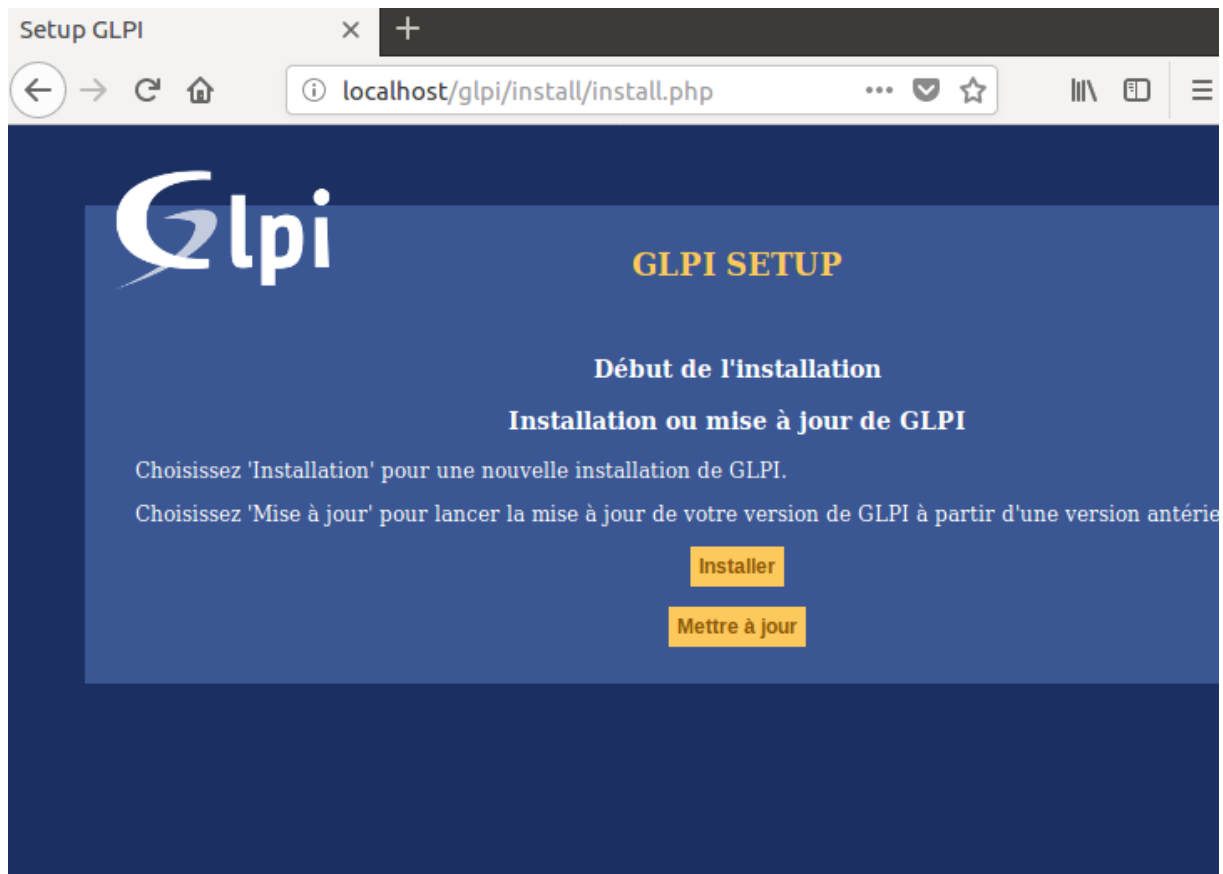 Setup GLPI
localhost/glpi/install/install.php
Glpi
GLPI SETUP
Début de l'installation
Installation ou mise à jour de GLPI
Choisissez 'Installation' pour une nouvelle installation de GLPI.
Choisissez 'Mise à jour' pour lancer la mise à jour de votre version de GLPI à partir d'une version antérie
Installer
Mettre à jour